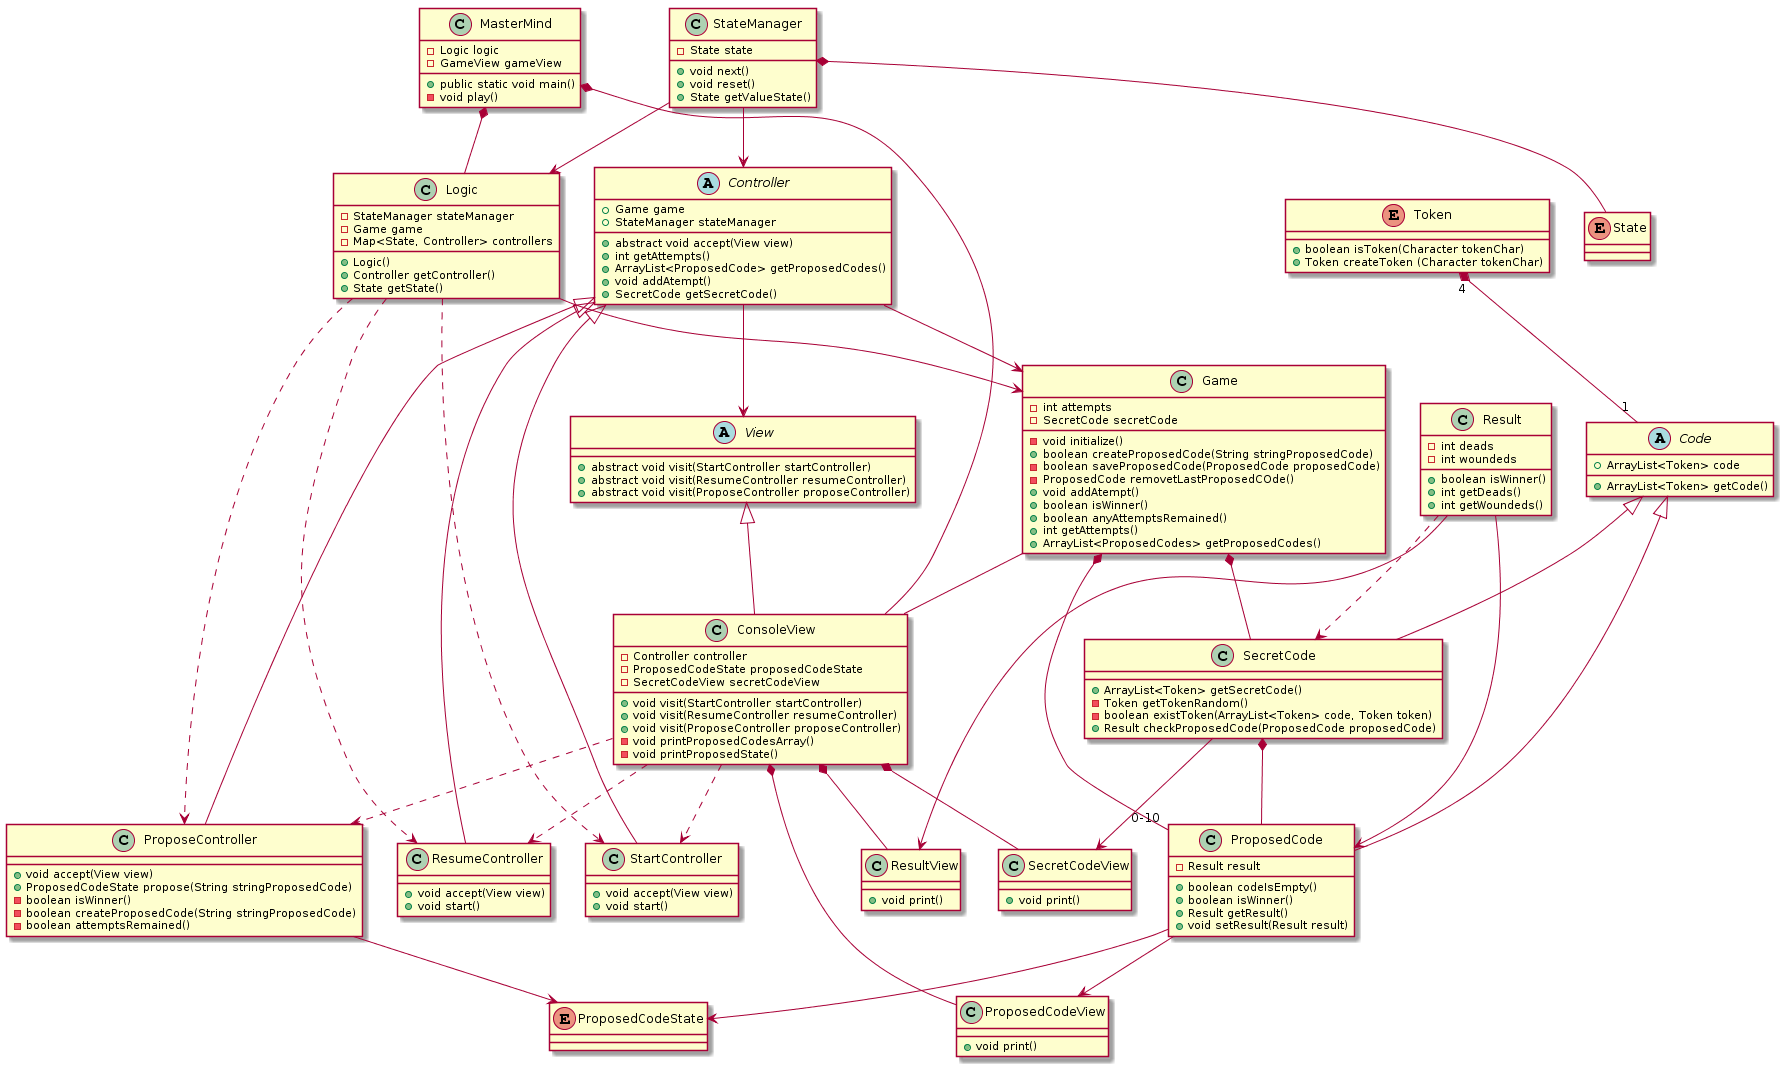 C MasterMind
Logic logic
GameView gameView
public static void main()
void play()
C StateManager
State state
void next()
void reset()
State getValueState()
C Logic
StateManager stateManager
Game game
Map<State, Controller> controllers
Logic()
Controller getController()
State getState()
A Controller
Game game
StateManager stateManager
abstract void accept(View view)
int getAttempts()
ArrayList<ProposedCode> getProposedCodes()
void addAtempt()
SecretCode getSecretCode()
E Token
boolean isToken(Character tokenChar)
Token createToken (Character tokenChar)
E State
4
1
A View
abstract void visit(StartController startController)
abstract void visit(ResumeController resumeController)
abstract void visit(ProposeController proposeController)
C Game
int attempts
SecretCode secretCode
void initialize()
boolean createProposedCode(String stringProposedCode)
boolean saveProposedCode(ProposedCode proposedCode)
ProposedCode removetLastProposedCOde()
void addAtempt()
boolean isWinner()
boolean anyAttemptsRemained()
int getAttempts()
ArrayList<ProposedCodes> getProposedCodes()
C Result
int deads
int woundeds
boolean isWinner()
int getDeads()
int getWoundeds()
A Code
ArrayList<Token> code
ArrayList<Token> getCode()
C ConsoleView
Controller controller
ProposedCodeState proposedCodeState
SecretCodeView secretCodeView
void visit(StartController startController)
void visit(ResumeController resumeController)
void visit(ProposeController proposeController)
void printProposedCodesArray()
void printProposedState()
C SecretCode
ArrayList<Token> getSecretCode()
Token getTokenRandom()
boolean existToken(ArrayList<Token> code, Token token)
Result checkProposedCode(ProposedCode proposedCode)
0-10
C ProposeController
void accept(View view)
ProposedCodeState propose(String stringProposedCode)
boolean isWinner()
boolean createProposedCode(String stringProposedCode)
boolean attemptsRemained()
C ResumeController
void accept(View view)
void start()
C StartController
void accept(View view)
void start()
C ResultView
void print()
C SecretCodeView
void print()
C ProposedCode
Result result
boolean codeIsEmpty()
boolean isWinner()
Result getResult()
void setResult(Result result)
E ProposedCodeState
C ProposedCodeView
void print()